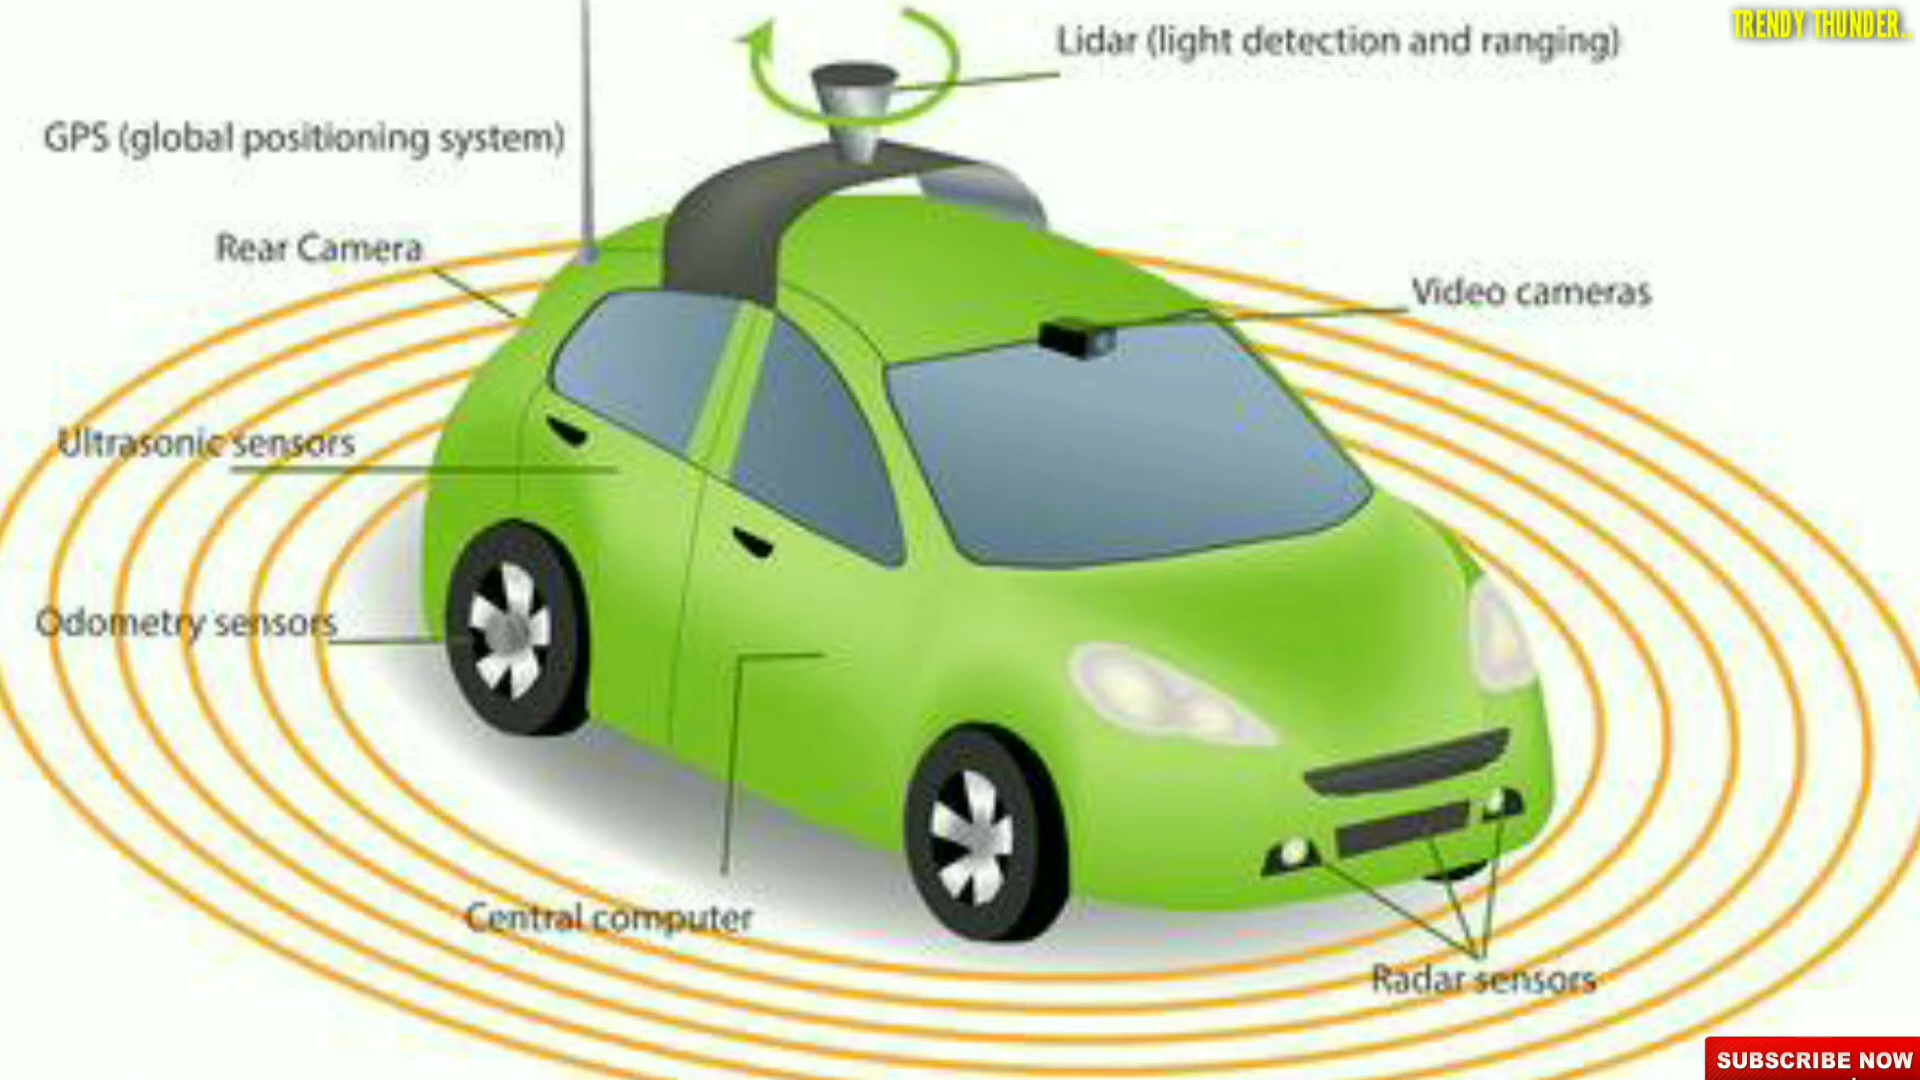 TRENDY THUNDER..
Lidar (light detection and ranging)
GPS (global positioning system)
Rear Camera
Video cameras
Ultrasonic sensors
Odometry sensors
Central computer
Radar sensors
SUBSCRIBE NOW